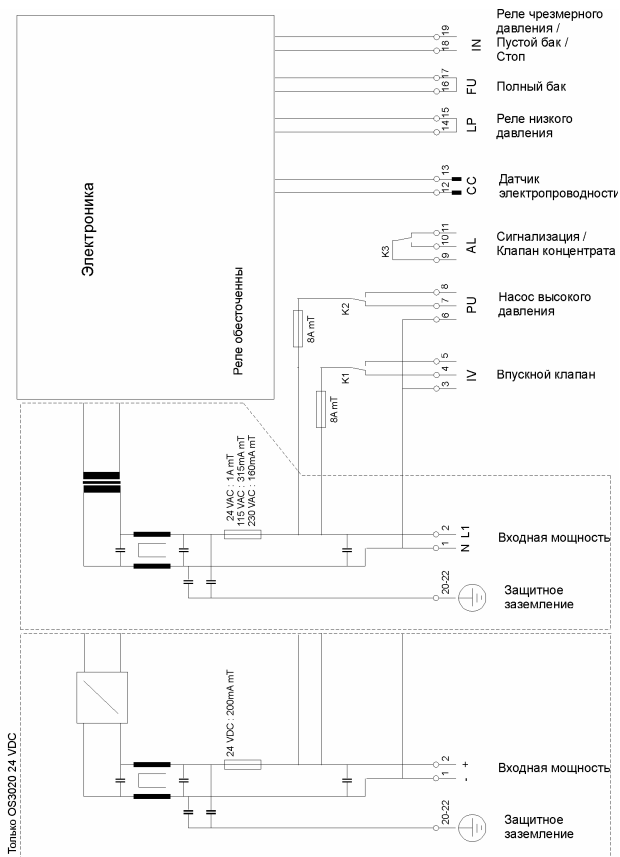 Реле чрезмерного
давления /
Пустой бак /
Стоп
IN
19
18
Полный бак
FU
17
16
Реле низкого
давления
LP
15
14
Датчик
электропроводности
CC
13
12
Сигнализация /
Клапан концентрата
AL
11
10
9
K3
Насос высокого
давления
PU
8
7
6
K2
8A mT
Впускной клапан
IV
5
4
3
K1
8A mT
Электроника
Реле обесточенны
24 VAC : 1A mT
115 VAC : 315mA mT
230 VAC : 160mA mT
2
1
L1
N
Входная мощность
20-22
Защитное
заземление
Только OS3020 24 VDC
24 VDC : 200mA mT
2
1
+
-
Входная мощность
20-22
Защитное
заземление